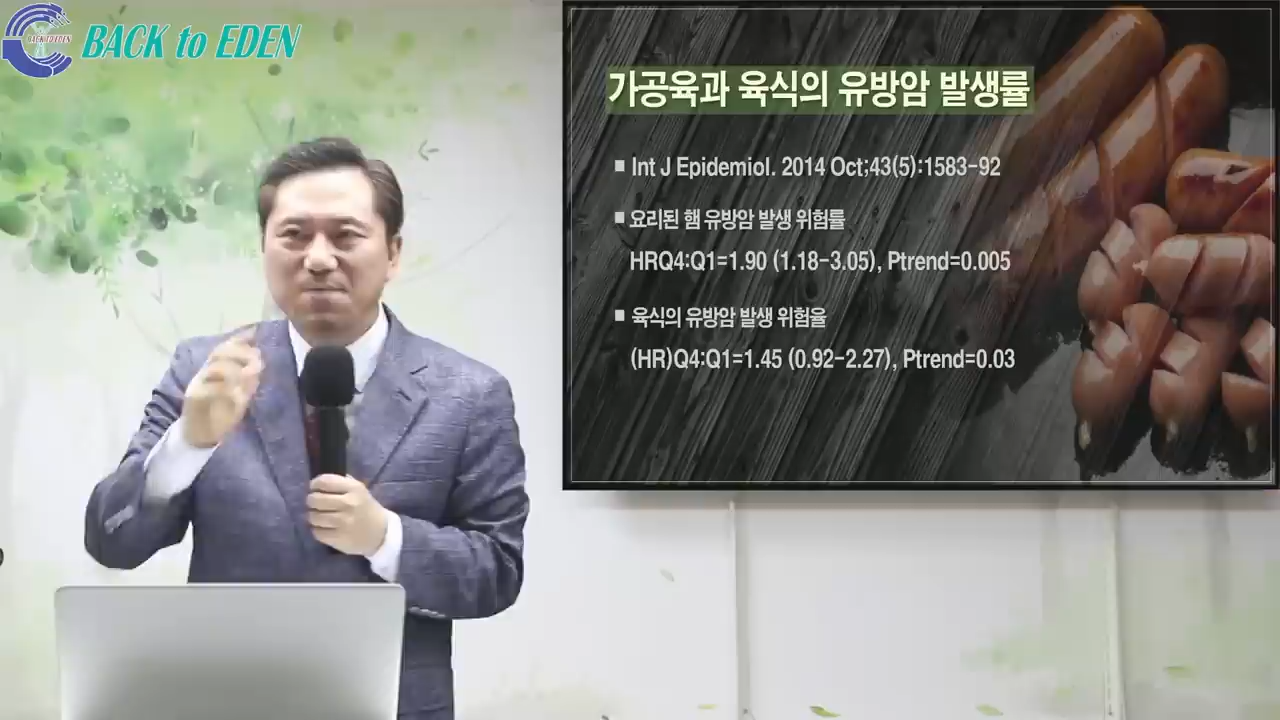 BACK to EDEN
BACK TO EDEN
가공육과 육식의 유방암 발생률
▪ Int J Epidemiol. 2014 Oct;43(5):1583-92
▪ 요리된 햄 유방암 발생 위험률
HRQ4:Q1=1.90 (1.18-3.05), Ptrend=0.005
▪ 육식의 유방암 발생 위험율
(HR)Q4:Q1=1.45 (0.92-2.27), Ptrend=0.03